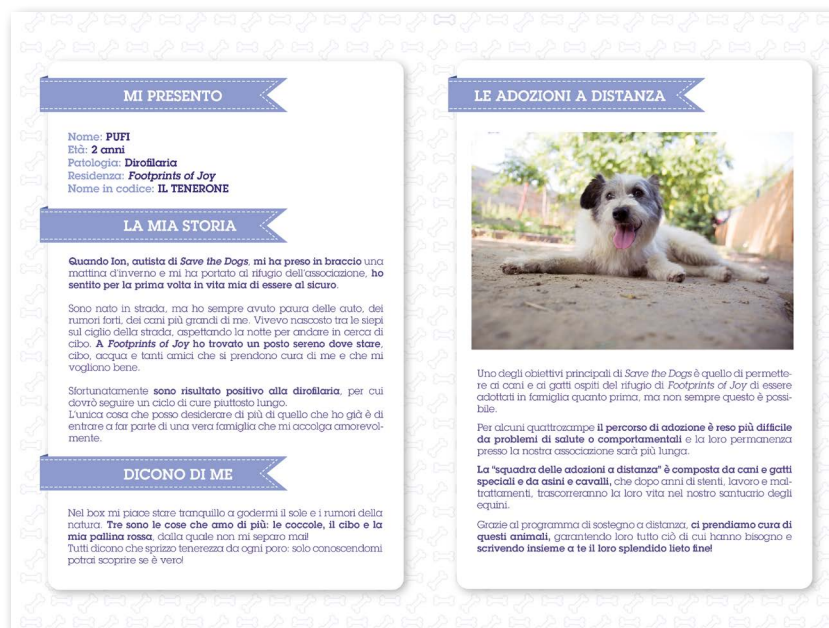 MI PRESENTO
Nome: PUFI
Età: 2 anni
Patologia: Dirofilaria
Residenza: Footprints of Joy
Nome in codice: IL TENERONE
LA MIA STORIA
Quando Ion, autista di Save the Dogs, mi ha preso in braccio una
mattina d'inverno e mi ha portato al rifugio dell'associazione, ho
sentito per la prima volta in vita mia di essere al sicuro.
Sono nato in strada, ma ho sempre avuto paura delle auto, dei
rumori forti, dei cani più grandi di me. Vivevo nascosto tra le siepi
sul ciglio della strada, aspettando la notte per andare in cerca di
cibo. A Footprints of Joy ho trovato un posto sereno dove stare,
cibo, acqua e tanti amici che si prendono cura di me e che mi
vogliono bene.
Sfortunatamente sono risultato positivo alla dirofilaria, per cui
dovrò seguire un ciclo di cure piuttosto lungo.
L'unica cosa che posso desiderare di più di quello che ho già è di
entrare a far parte di una vera famiglia che mi accolga amorevol-
mente.
DICONO DI ME
Nel box mi piace stare tranquillo a godermi il sole e i rumori della
natura. Tre sono le cose che amo di più: le coccole, il cibo e la
mia pallina rossa, dalla quale non mi separo mai!
Tutti dicono che sprizzo tenerezza da ogni poro: solo conoscendomi
potrai scoprire se è vero!
LE ADOZIONI A DISTANZA
Uno degli obiettivi principali di Save the Dogs è quello di permette-
re ai cani e ai gatti ospiti del rifugio di Footprints of Joy di essere
adottati in famiglia quanto prima, ma non sempre questo è possi-
bile.
Per alcuni quattrozampe il percorso di adozione è reso più difficile
da problemi di salute o comportamentali e la loro permanenza
presso la nostra associazione sarà più lunga.
La "squadra delle adozioni a distanza" è composta da cani e gatti
speciali e da asini e cavalli, che dopo anni di stenti, lavoro e mal-
trattamenti, trascorreranno la loro vita nel nostro santuario degli
equini.
Grazie al programma di sostegno a distanza, ci prendiamo cura di
questi animali, garantendo loro tutto ciò di cui hanno bisogno e
scrivendo insieme a te il loro splendido lieto fine!